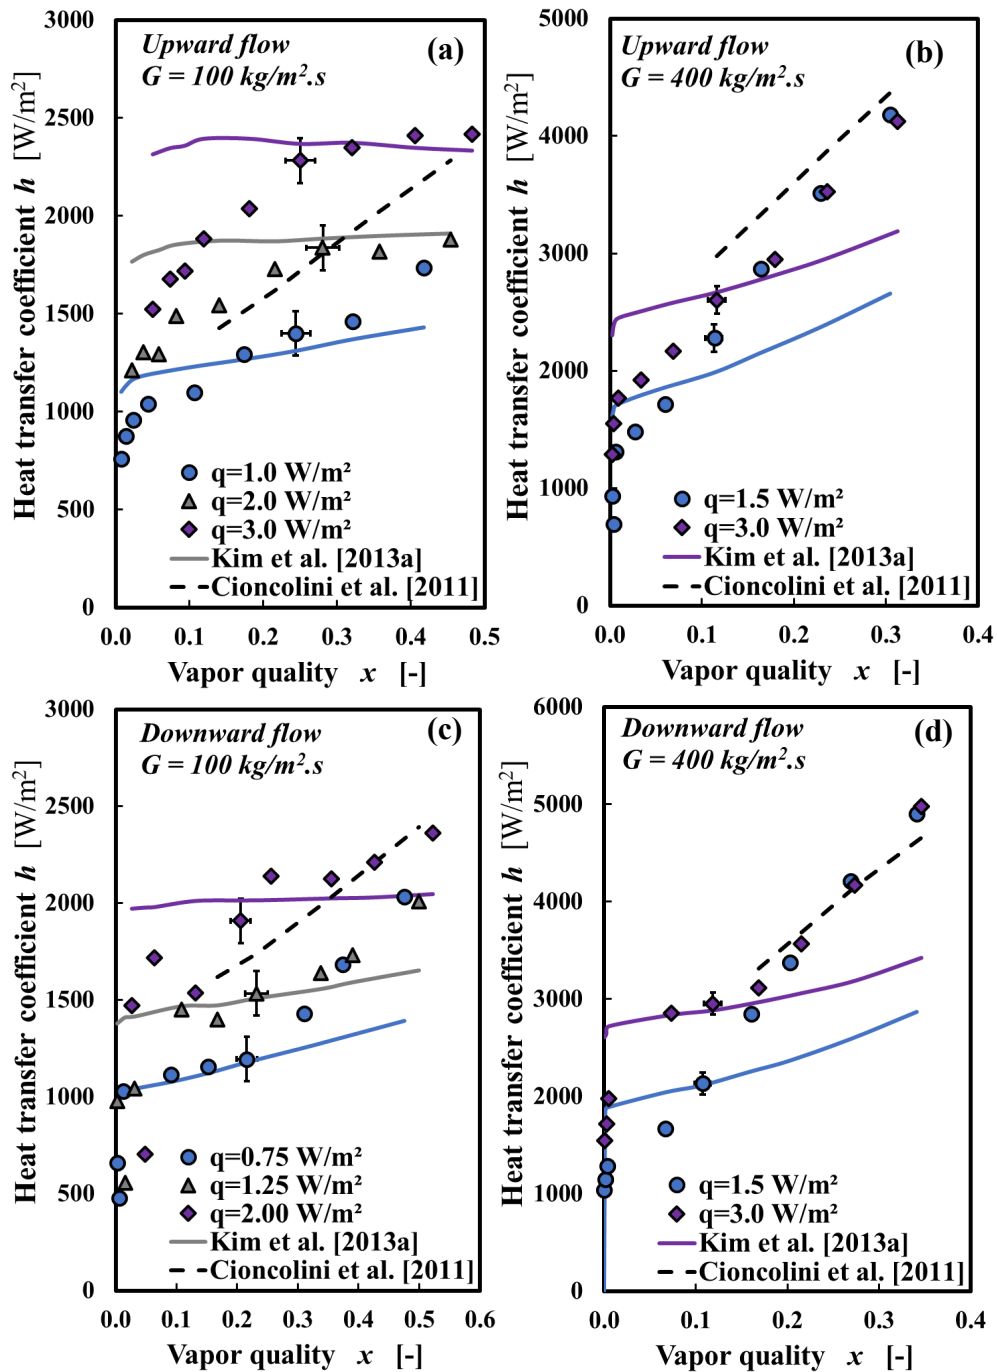 Upward flow
G = 100 kg/m².s
(a)
Heat transfer coefficient h [W/m²]
3000
2500
2000
1500
1000
500
0
q=1.0 W/m²
q=2.0 W/m²
q=3.0 W/m²
Kim et al. [2013a]
Cioncolini et al. [2011]
0.0 0.1 0.2 0.3 0.4 0.5
Vapor quality x [-]
Upward flow
G = 400 kg/m².s
(b)
Heat transfer coefficient h [W/m²]
5000
4000
3000
2000
1000
0
q=1.5 W/m²
q=3.0 W/m²
Kim et al. [2013a]
Cioncolini et al. [2011]
0.0 0.1 0.2 0.3 0.4
Vapor quality x [-]
Downward flow
G = 100 kg/m².s
(c)
Heat transfer coefficient h [W/m²]
3000
2500
2000
1500
1000
500
0
q=0.75 W/m²
q=1.25 W/m²
q=2.00 W/m²
Kim et al. [2013a]
Cioncolini et al. [2011]
0.0 0.1 0.2 0.3 0.4 0.5 0.6
Vapor quality x [-]
Downward flow
G = 400 kg/m².s
(d)
Heat transfer coefficient h [W/m²]
6000
5000
4000
3000
2000
1000
0
q=1.5 W/m²
q=3.0 W/m²
Kim et al. [2013a]
Cioncolini et al. [2011]
0.0 0.1 0.2 0.3 0.4
Vapor quality x [-]